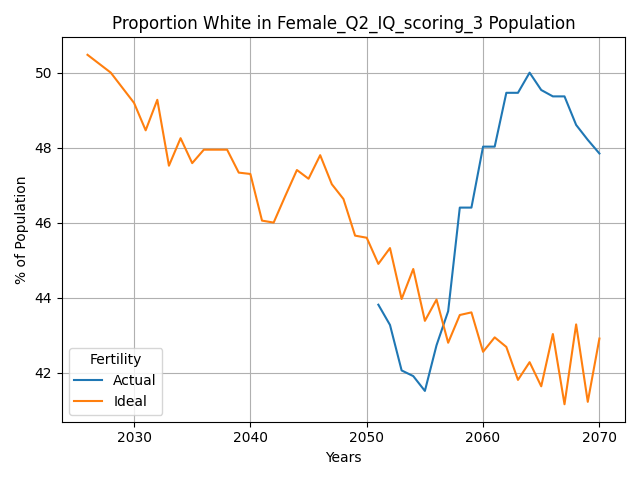 Proportion White in Female_Q2_IQ_scoring_3 Population
% of Population
50
48
46
44
42
Fertility
Actual
Ideal
2030
2040
2050
2060
2070
Years